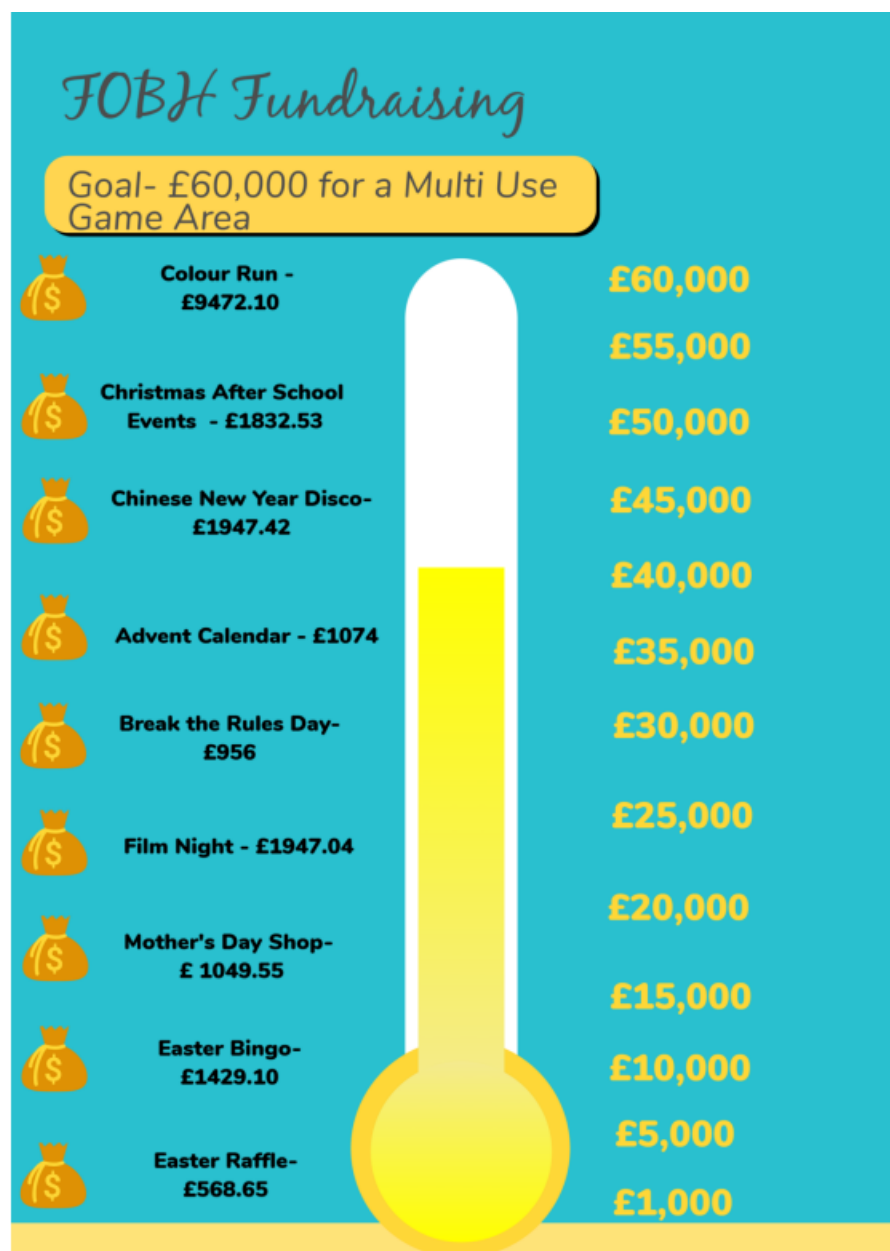 FOBH Fundraising
Goal- £60,000 for a Multi Use
Game Area
Colour Run -
£9472.10
Christmas After School
Events  - £1832.53
Chinese New Year Disco-
£1947.42
Advent Calendar - £1074
Break the Rules Day-
£956
Film Night - £1947.04
Mother's Day Shop-
£ 1049.55
Easter Bingo-
£1429.10
Easter Raffle-
£568.65
£60,000
£55,000
£50,000
£45,000
£40,000
£35,000
£30,000
£25,000
£20,000
£15,000
£10,000
£5,000
£1,000